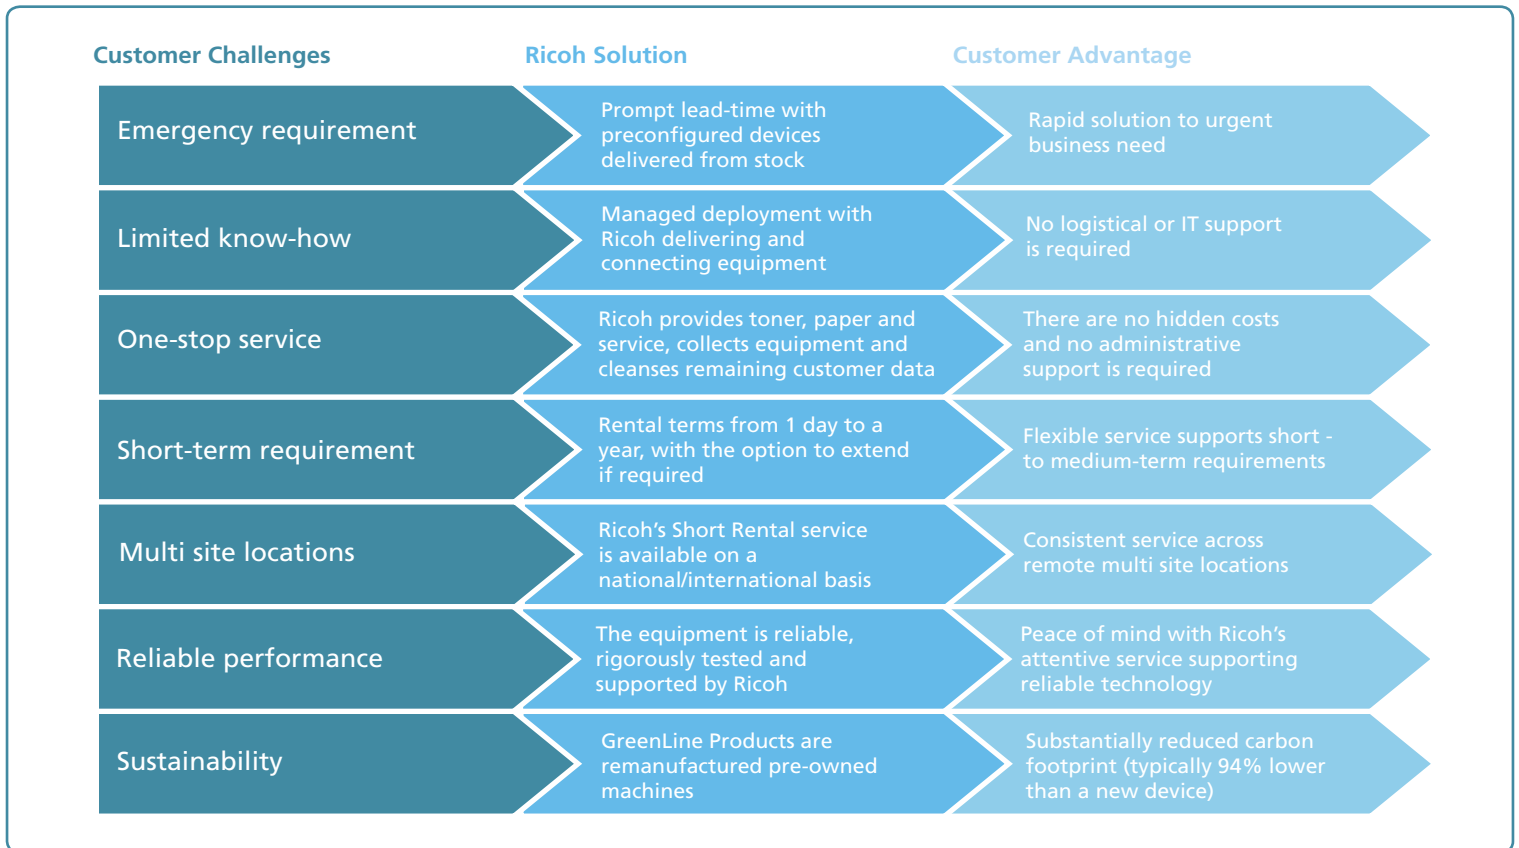 Customer Challenges
Ricoh Solution
Customer Advantage
Emergency requirement
Prompt lead-time with
preconfigured devices
delivered from stock
Rapid solution to urgent
business need
Limited know-how
Managed deployment with
Ricoh delivering and
connecting equipment
No logistical or IT support
is required
One-stop service
Ricoh provides toner, paper and
service, collects equipment and
cleanses remaining customer data
There are no hidden costs
and no administrative
support is required
Short-term requirement
Rental terms from 1 day to a
year, with the option to extend
if required
Flexible service supports short -
to medium-term requirements
Multi site locations
Ricoh’s Short Rental service
is available on a
national/international basis
Consistent service across
remote multi site locations
Reliable performance
The equipment is reliable,
rigorously tested and
supported by Ricoh
Peace of mind with Ricoh’s
attentive service supporting
reliable technology
Sustainability
GreenLine Products are
remanufactured pre-owned
machines
Substantially reduced carbon
footprint (typically 94% lower
than a new device)